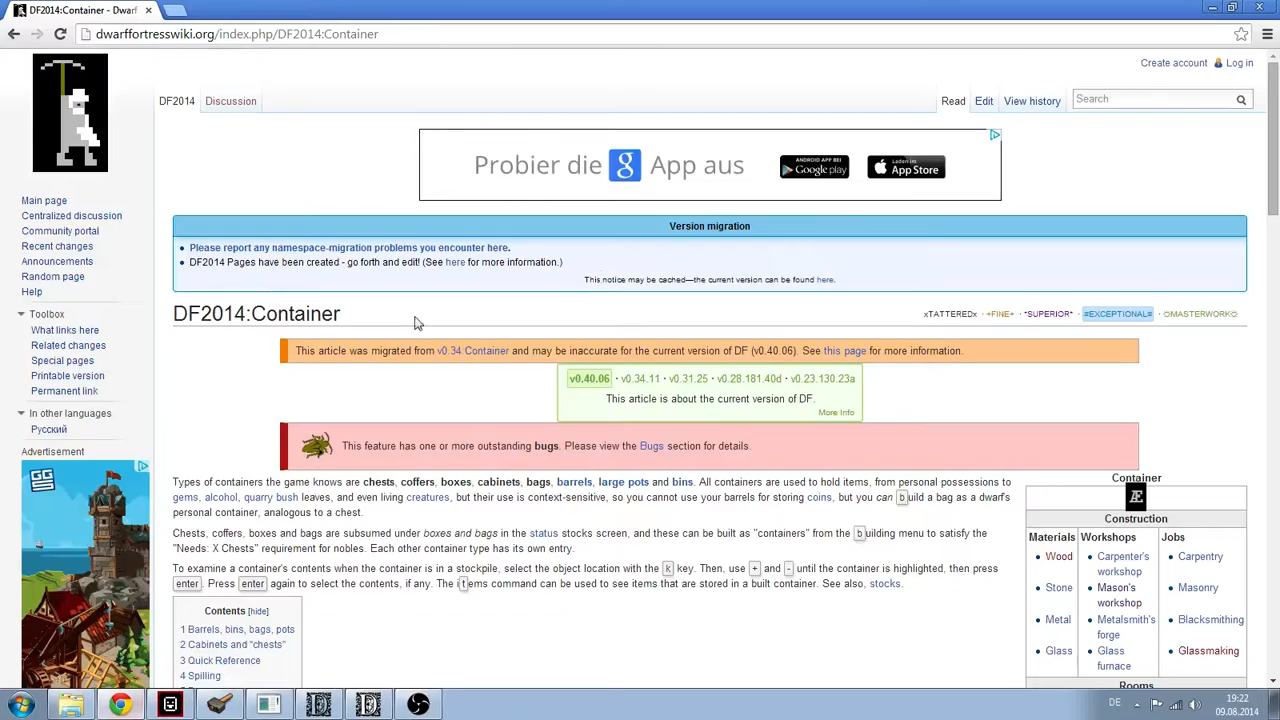 DF2014:Container - Dwarf
dwarffortresswiki.org/index.php/DF2014:Container
Create account Log in
DF2014 Discussion Read Edit View history Search
Probier die g App aus ANDROID APP BEI Google play Laden im App Store
Main page
Centralized discussion
Community portal
Recent changes
Announcements
Random page
Help
Toolbox
What links here
Related changes
Special pages
Printable version
Permanent link
In other languages
Русский
Advertisement
GG
Version migration
Please report any namespace-migration problems you encounter here.
DF2014 Pages have been created - go forth and edit! (See here for more information.)
This notice may be cached—the current version can be found here.
DF2014:Container
xTATTEREDx · +FINE+ · *SUPERIOR* · ≡EXCEPTIONAL≡ · ☼MASTERWORK☼
This article was migrated from v0.34:Container and may be inaccurate for the current version of DF (v0.40.06). See this page for more information.
v0.40.06 · v0.34.11 · v0.31.25 · v0.28.181.40d · v0.23.130.23a
This article is about the current version of DF.
More Info
This feature has one or more outstanding bugs. Please view the Bugs section for details.
Types of containers the game knows are chests, coffers, boxes, cabinets, bags, barrels, large pots and bins. All containers are used to hold items, from personal possessions to
gems, alcohol, quarry bush leaves, and even living creatures, but their use is context-sensitive, so you cannot use your barrels for storing coins, but you can build a bag as a dwarf's
personal container, analogous to a chest.
Chests, coffers, boxes and bags are subsumed under boxes and bags in the status stocks screen, and these can be built as "containers" from the building menu to satisfy the
"Needs: X Chests" requirement for nobles. Each other container type has its own entry.
To examine a container's contents when the container is in a stockpile, select the object location with the k key. Then, use + and - until the container is highlighted, then press
enter. Press enter again to select the contents, if any. The items command can be used to see items that are stored in a built container. See also, stocks.
Contents [hide]
1 Barrels, bins, bags, pots
2 Cabinets and "chests"
3 Quick Reference
4 Spilling
Container
Æ
Construction
Materials Workshops Jobs
Wood Carpenter's workshop Carpentry
Stone Mason's workshop Masonry
Metal Metalsmith's forge Blacksmithing
Glass Glass furnace Glassmaking
Rooms
DE 19:22
09.08.2014